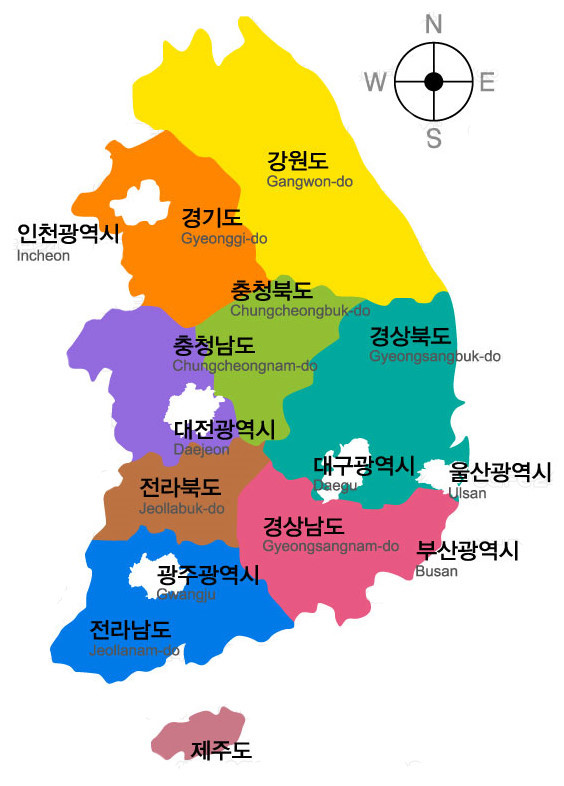 N
W
E
S
강원도
Gangwon-do
경기도
Gyeonggi-do
인천광역시
Incheon
충청북도
Chungcheongbuk-do
경상북도
Gyeongsangbuk-do
충청남도
Chungcheongnam-do
대전광역시
Daejeon
대구광역시
Daegu
울산광역시
Ulsan
전라북도
Jeollabuk-do
경상남도
Gyeongsangnam-do
부산광역시
Busan
광주광역시
Gwangju
전라남도
Jeollanam-do
제주도